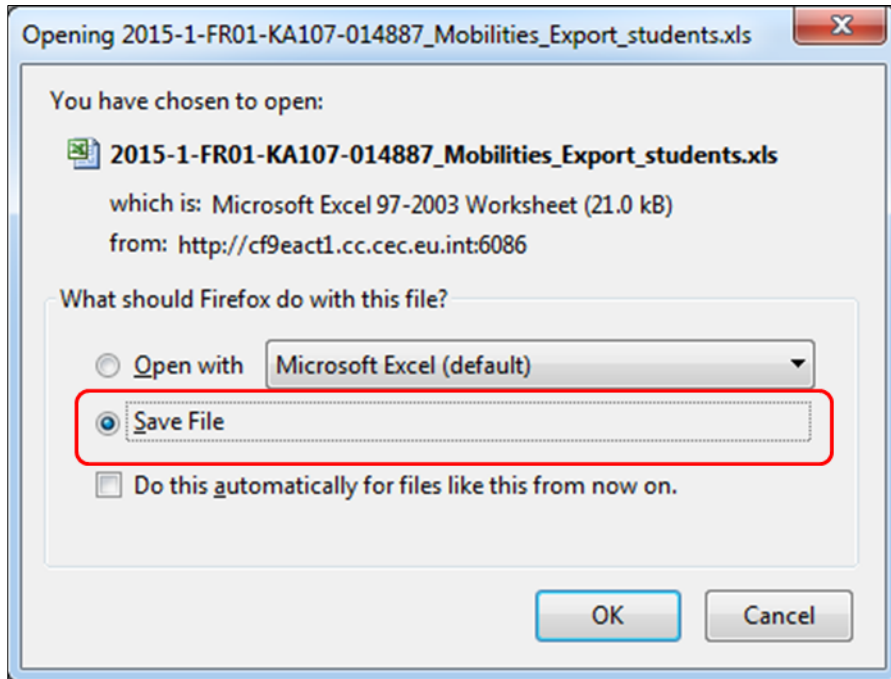 Opening 2015-1-FR01-KA107-014887_Mobilities_Export_students.xls
You have chosen to open:
2015-1-FR01-KA107-014887_Mobilities_Export_students.xls
which is: Microsoft Excel 97-2003 Worksheet (21.0 kB)
from: http://cf9eact1.cc.cec.eu.int:6086
What should Firefox do with this file?
Open with Microsoft Excel (default)
Save File
Do this automatically for files like this from now on.
OK Cancel